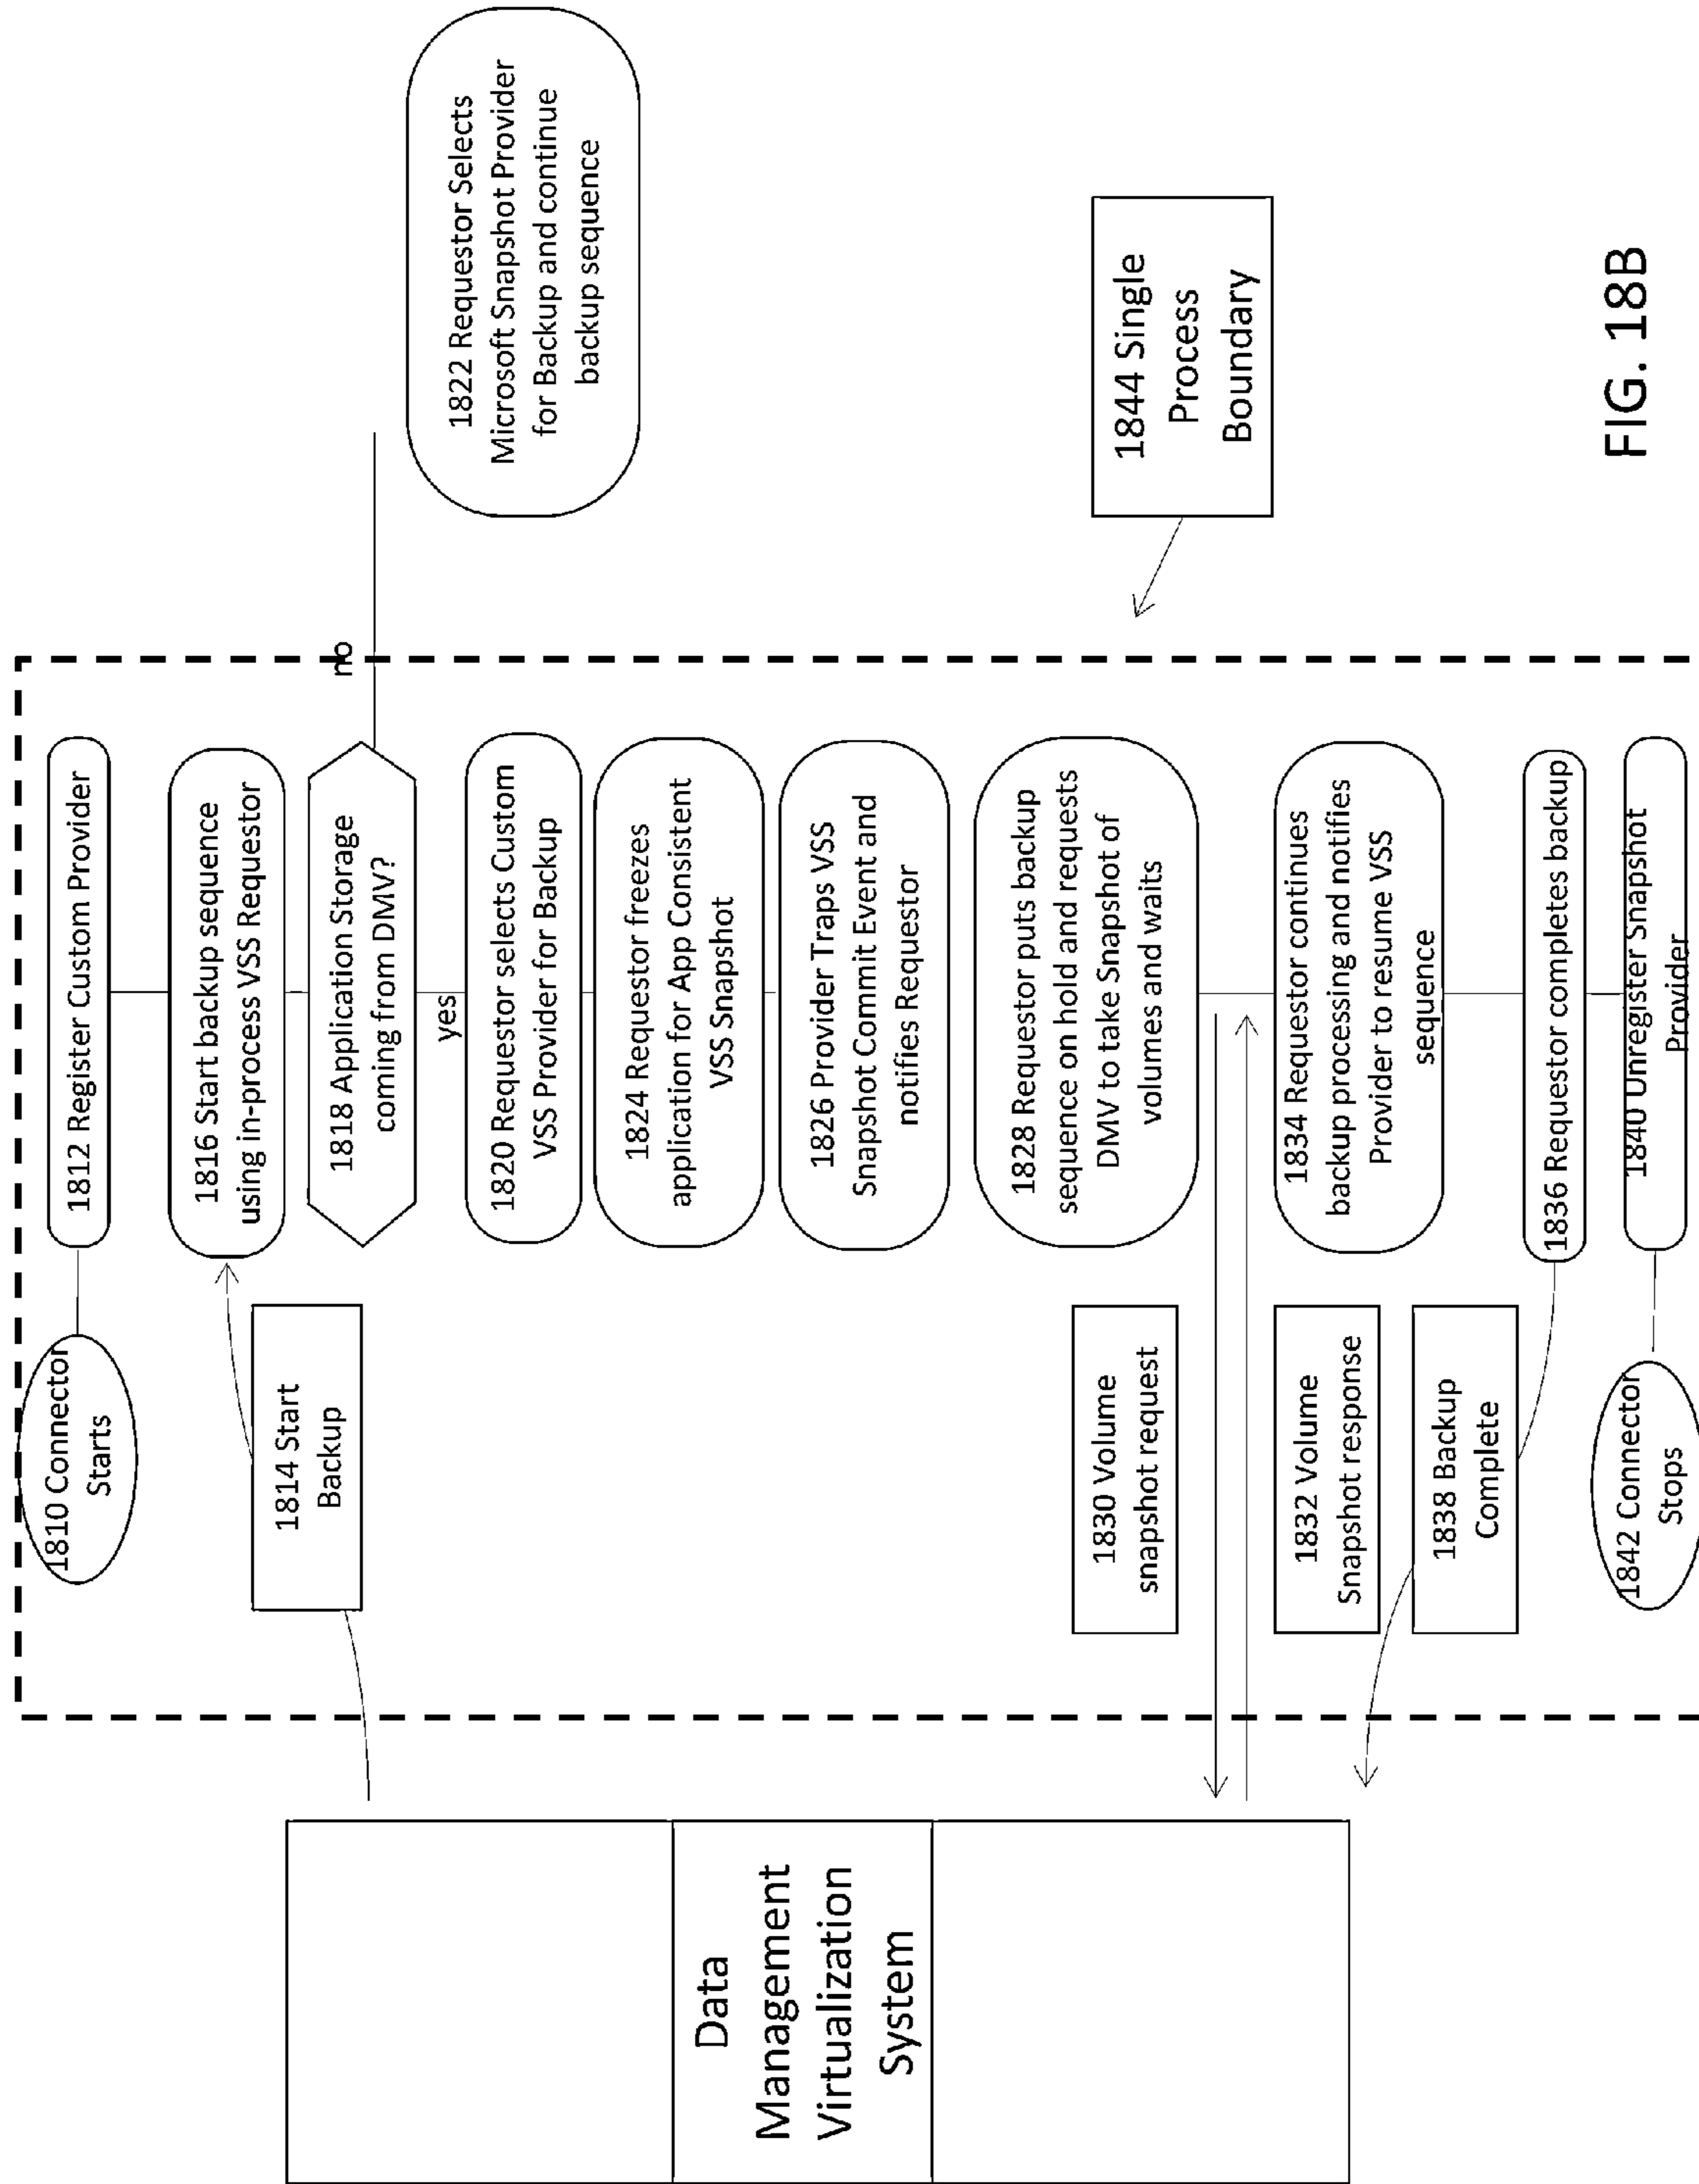 1810 Connector
Starts
1812 Register Custom Provider
1814 Start
Backup
1816 Start backup sequence
using in-process VSS Requestor
1818 Application Storage
coming from DMV?
no
yes
1822 Requestor Selects
Microsoft Snapshot Provider
for Backup and continue
backup sequence
1820 Requestor selects Custom
VSS Provider for Backup
1824 Requestor freezes
application for App Consistent
VSS Snapshot
1826 Provider Traps VSS
Snapshot Commit Event and
notifies Requestor
1828 Requestor puts backup
sequence on hold and requests
DMV to take Snapshot of
volumes and waits
Data
Management
Virtualization
System
1830 Volume
snapshot request
1832 Volume
Snapshot response
1834 Requestor continues
backup processing and notifies
Provider to resume VSS
sequence
1838 Backup
Complete
1836 Requestor completes backup
1842 Connector
Stops
1840 Unregister Snapshot
Provider
1844 Single
Process
Boundary
FIG. 18B